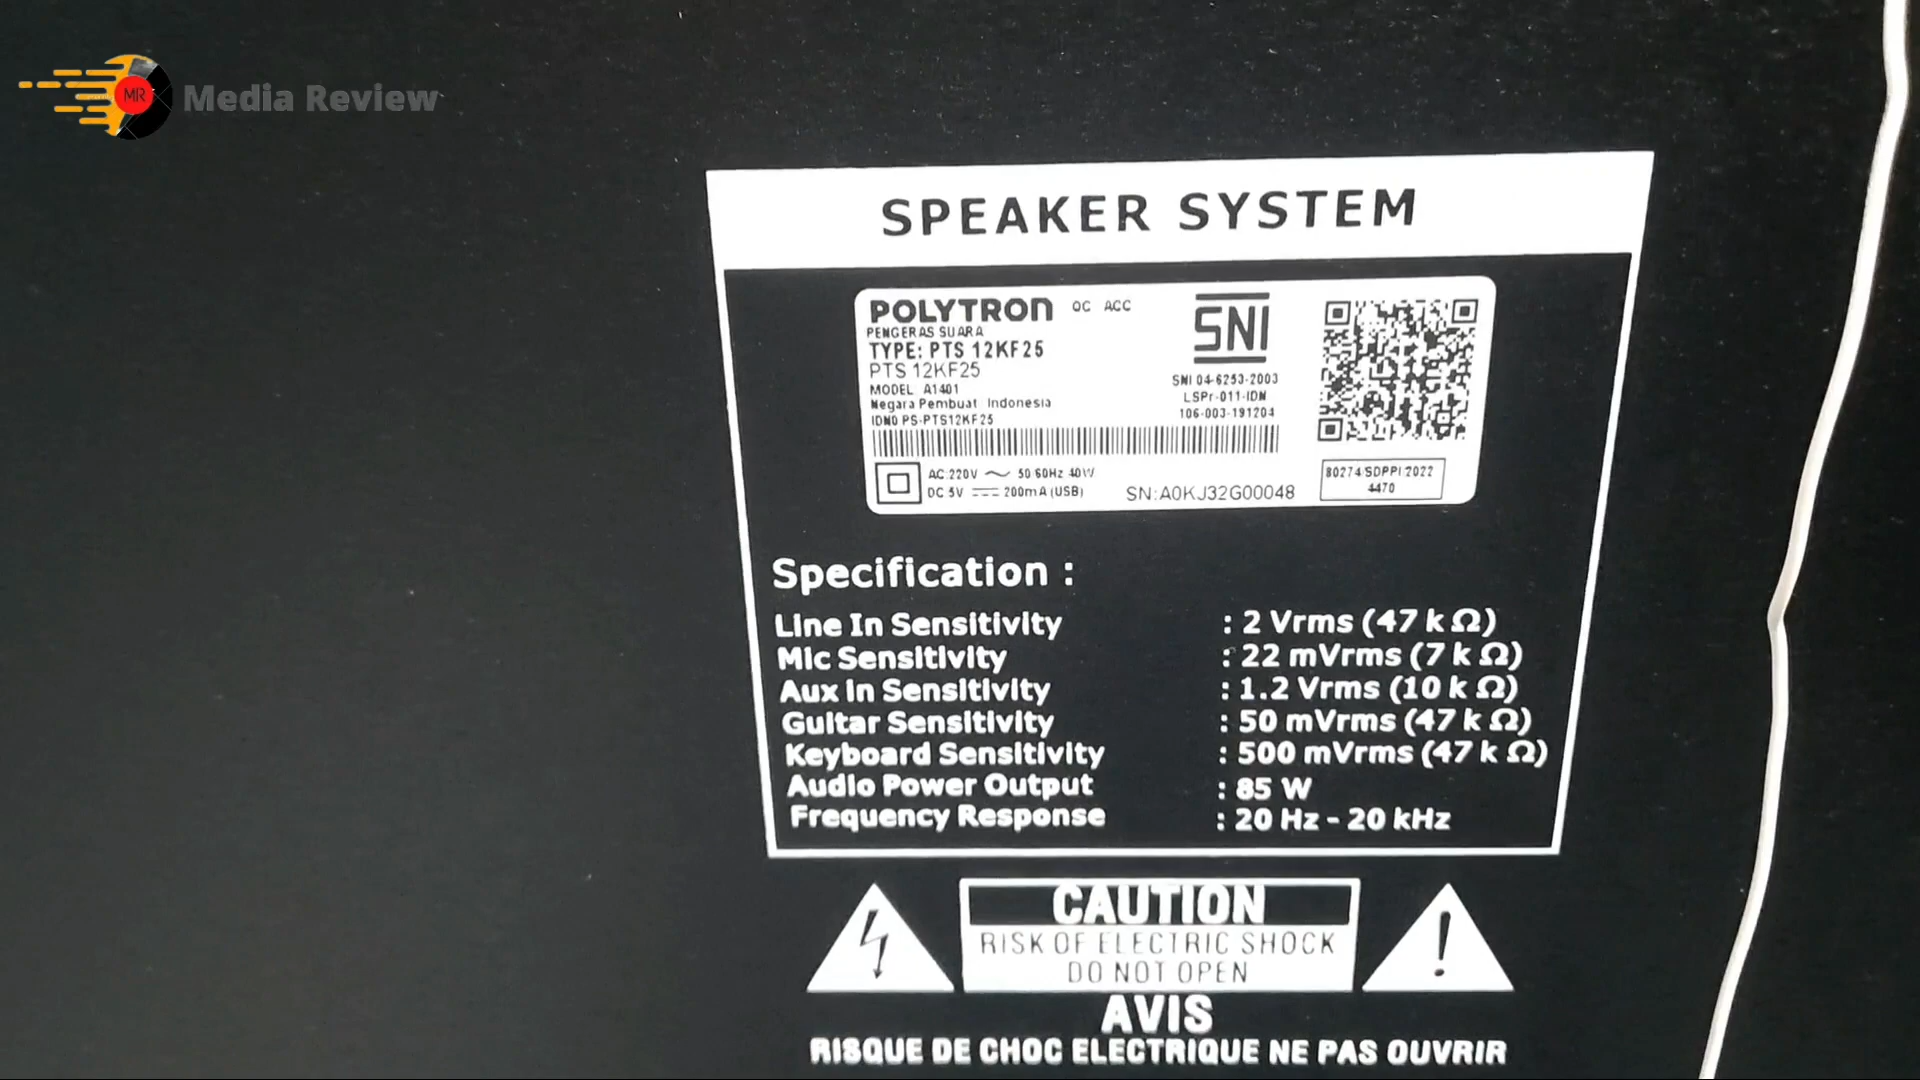 MR Media Review
SPEAKER SYSTEM
POLYTRON QC ACC
PENGERAS SUARA
TYPE: PTS 12KF25
PTS 12KF25
MODEL A1401
Negara Pembuat Indonesia
IDNO PS-PTS12KF25
SNI
SNI 04-6253-2003
LSPr-011-IDN
106-003-191204
AC 220V 50/60Hz 40W
DC 5V 200mA (USB)
SN:A0KJ32G00048
80274/SDPPI/2022
4470
Specification :
Line In Sensitivity : 2 Vrms (47 k Ω)
Mic Sensitivity : 22 mVrms (7 k Ω)
Aux In Sensitivity : 1.2 Vrms (10 k Ω)
Guitar Sensitivity : 50 mVrms (47 k Ω)
Keyboard Sensitivity : 500 mVrms (47 k Ω)
Audio Power Output : 85 W
Frequency Response : 20 Hz - 20 kHz
CAUTION
RISK OF ELECTRIC SHOCK
DO NOT OPEN
AVIS
RISQUE DE CHOC ELECTRIQUE NE PAS OUVRIR